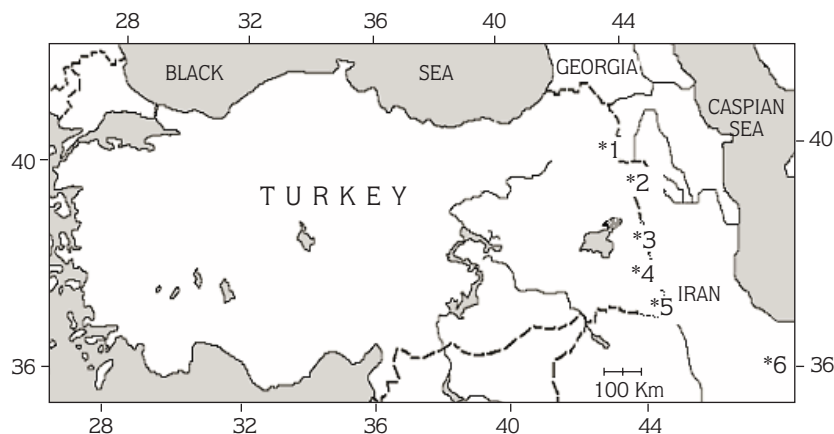 28 32 36 40 44
BLACK SEA GEORGIA
CASPIAN
SEA
40 *1 40
*2
TURKEY
*3
*4
*5 IRAN
36 *6 36
100 Km
28 32 36 40 44